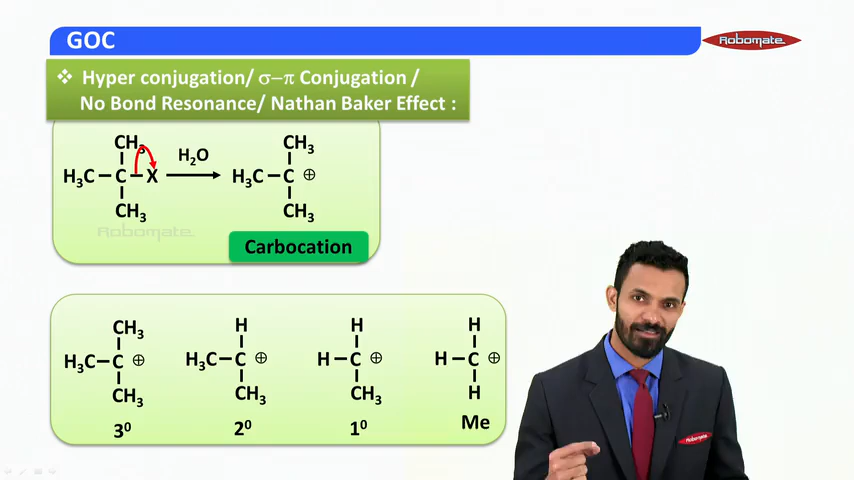 GOC
Robomate
❖ Hyper conjugation/ σ–π Conjugation /
No Bond Resonance/ Nathan Baker Effect :
CH₃ CH₃
H₃C – C – X H₂O H₃C – C ⊕
CH₃ CH₃
Robomate
Carbocation
CH₃ H H H
H₃C – C ⊕ H₃C – C ⊕ H – C ⊕ H – C ⊕
CH₃ CH₃ CH₃ H
3⁰ 2⁰ 1⁰ Me
Robomate